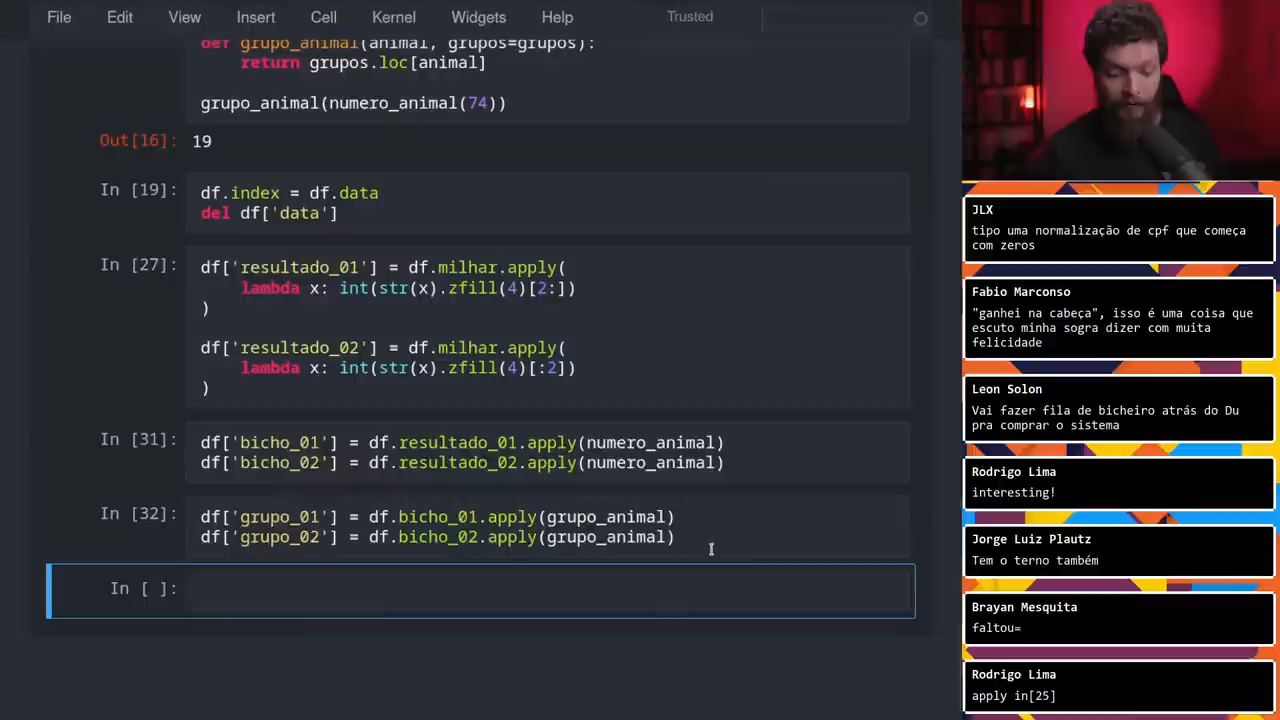 File Edit View Insert Cell Kernel Widgets Help Trusted
def grupo_animal(animal, grupos=grupos):
return grupos.loc[animal]
grupo_animal(numero_animal(74))
Out[16]: 19
In [19]: df.index = df.data
del df['data']
In [27]: df['resultado_01'] = df.milhar.apply(
lambda x: int(str(x).zfill(4)[2:])
)
df['resultado_02'] = df.milhar.apply(
lambda x: int(str(x).zfill(4)[:2])
)
In [31]: df['bicho_01'] = df.resultado_01.apply(numero_animal)
df['bicho_02'] = df.resultado_02.apply(numero_animal)
In [32]: df['grupo_01'] = df.bicho_01.apply(grupo_animal)
df['grupo_02'] = df.bicho_02.apply(grupo_animal)
In [ ]:
JLX
tipo uma normalização de cpf que começa
com zeros
Fabio Marconso
"ganhei na cabeça", isso é uma coisa que
escuto minha sogra dizer com muita
felicidade
Leon Solon
Vai fazer fila de bicheiro atrás do Du
pra comprar o sistema
Rodrigo Lima
interesting!
Jorge Luiz Plautz
Tem o terno também
Brayan Mesquita
faltou=
Rodrigo Lima
apply in[25]